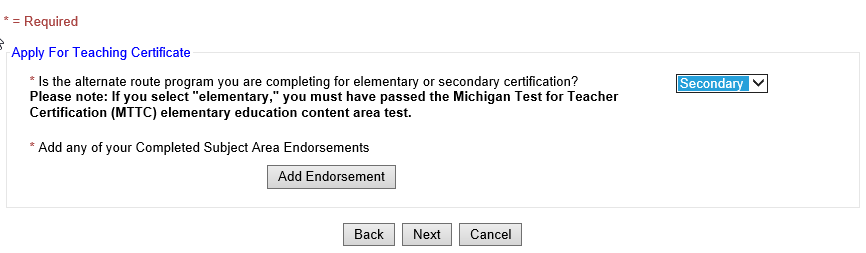 * = Required
Apply For Teaching Certificate
* Is the alternate route program you are completing for elementary or secondary certification? Secondary
Please note: If you select "elementary," you must have passed the Michigan Test for Teacher
Certification (MTTC) elementary education content area test.
* Add any of your Completed Subject Area Endorsements
Add Endorsement
Back Next Cancel